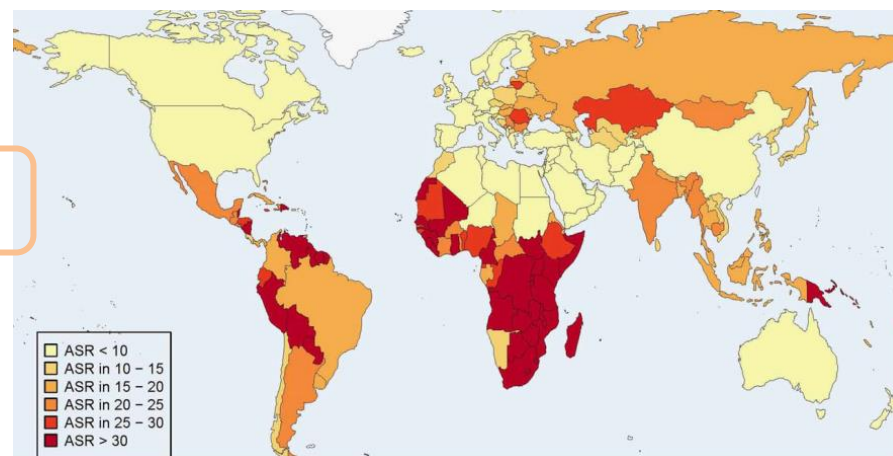 ASR < 10
ASR in 10 − 15
ASR in 15 − 20
ASR in 20 − 25
ASR in 25 − 30
ASR > 30